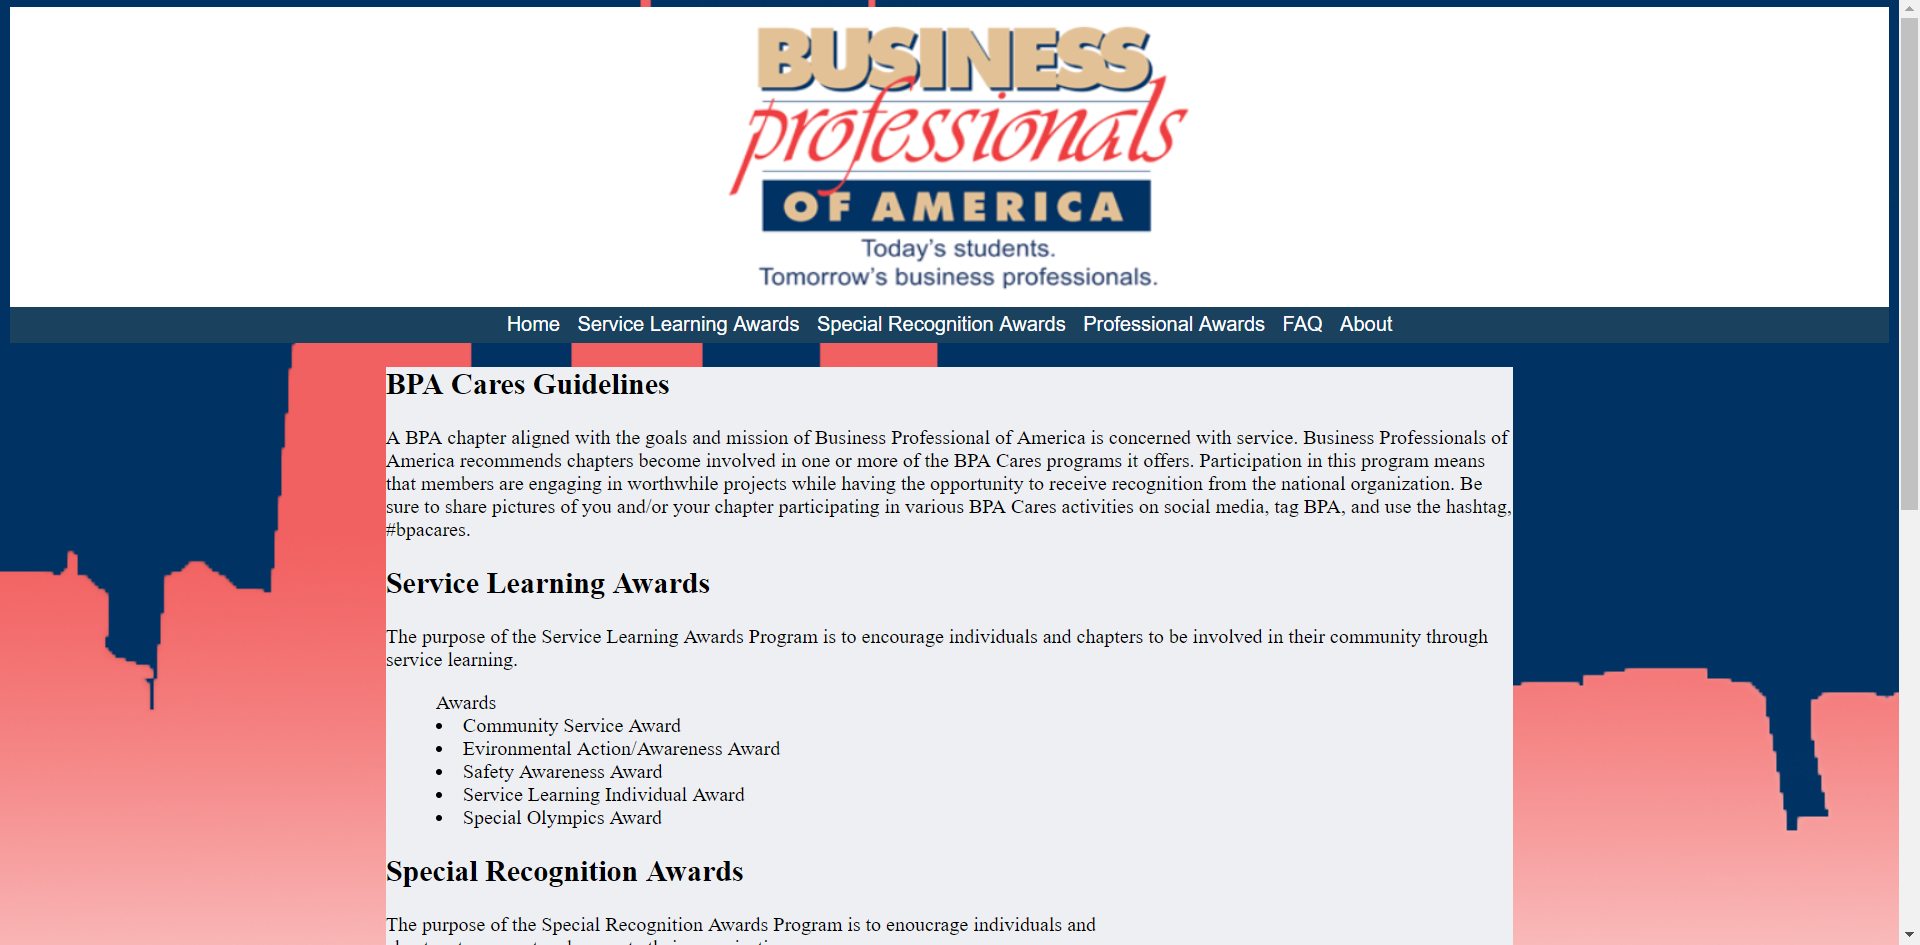 BUSINESS
professionals
OF AMERICA
Today's students.
Tomorrow's business professionals.
Home Service Learning Awards Special Recognition Awards Professional Awards FAQ About
BPA Cares Guidelines
A BPA chapter aligned with the goals and mission of Business Professional of America is concerned with service. Business Professionals of
America recommends chapters become involved in one or more of the BPA Cares programs it offers. Participation in this program means
that members are engaging in worthwhile projects while having the opportunity to receive recognition from the national organization. Be
sure to share pictures of you and/or your chapter participating in various BPA Cares activities on social media, tag BPA, and use the hashtag,
#bpacares.
Service Learning Awards
The purpose of the Service Learning Awards Program is to encourage individuals and chapters to be involved in their community through
service learning.
Awards
• Community Service Award
• Evironmental Action/Awareness Award
• Safety Awareness Award
• Service Learning Individual Award
• Special Olympics Award
Special Recognition Awards
The purpose of the Special Recognition Awards Program is to enoucrage individuals and